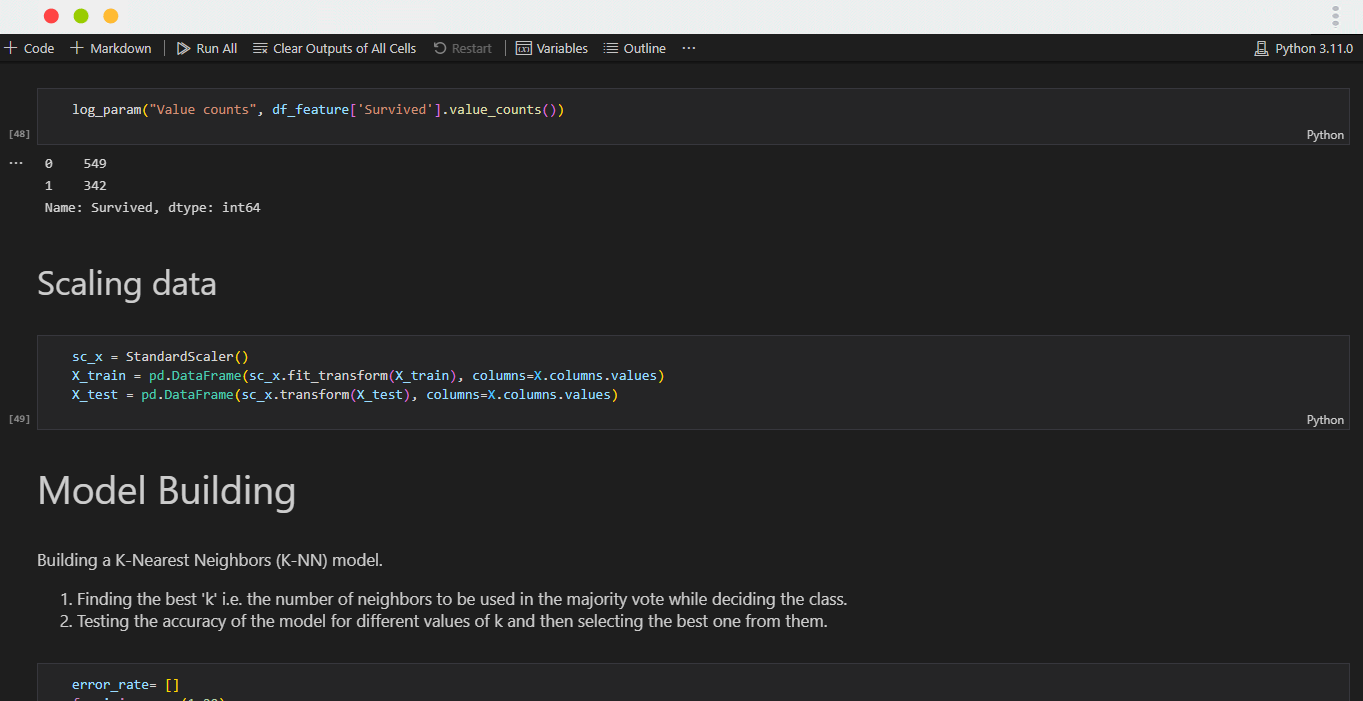 Code Markdown Run All Clear Outputs of All Cells Restart Variables Outline ··· Python 3.11.0
log_param("Value counts", df_feature['Survived'].value_counts())
[48] Python
... 0 549
1 342
Name: Survived, dtype: int64
Scaling data
sc_x = StandardScaler()
X_train = pd.DataFrame(sc_x.fit_transform(X_train), columns=X.columns.values)
X_test = pd.DataFrame(sc_x.transform(X_test), columns=X.columns.values)
[49] Python
Model Building
Building a K-Nearest Neighbors (K-NN) model.
1. Finding the best 'k' i.e. the number of neighbors to be used in the majority vote while deciding the class.
2. Testing the accuracy of the model for different values of k and then selecting the best one from them.
error_rate= []